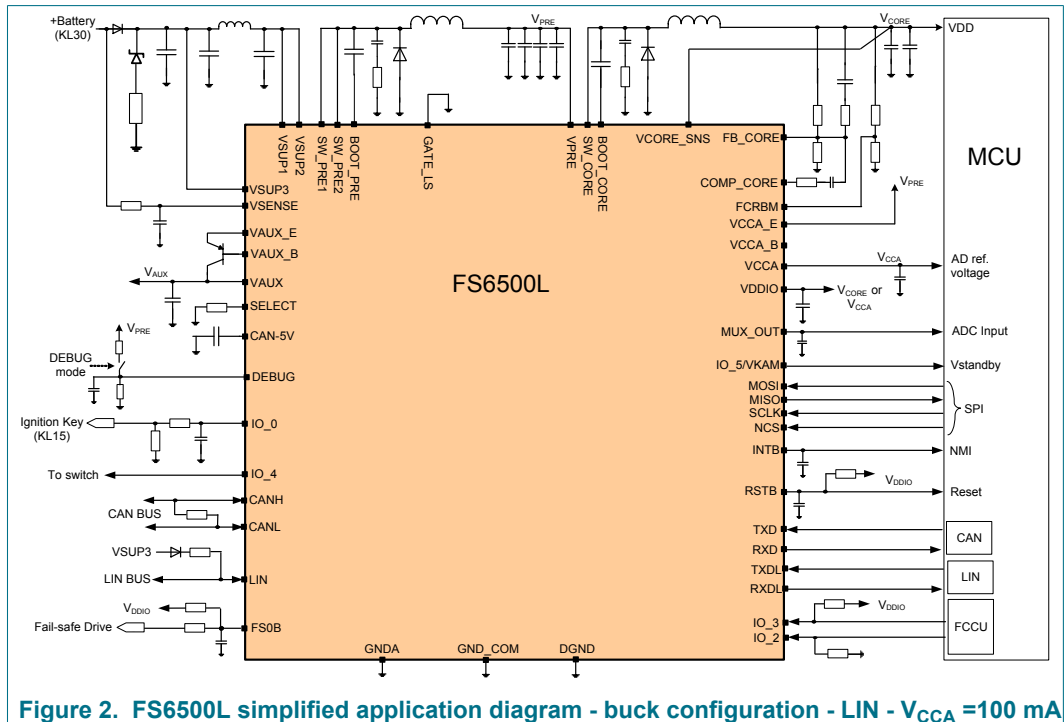 +Battery
(KL30)
VPRE
VCORE
VDD
VSUP1
VSUP2
SW_PRE1
SW_PRE2
BOOT_PRE
GATE_LS
VPRE
SW_CORE
BOOT_CORE
VCORE_SNS
FB_CORE
MCU
COMP_CORE
VPRE
VSUP3
VSENSE
FCRBM
VCCA_E
VAUX_E
VAUX_B
VCCA_B
VAUX
VAUX
VCCA
VCCA
AD ref.
voltage
FS6500L
VDDIO
VCORE or
VCCA
SELECT
VPRE
CAN-5V
MUX_OUT
ADC Input
DEBUG
mode
DEBUG
IO_5/VKAM
Vstandby
MOSI
MISO
SCLK
NCS
SPI
Ignition Key
(KL15)
IO_0
INTB
NMI
To switch
IO_4
VDDIO
RSTB
Reset
CANH
CAN BUS
CANL
TXD
RXD
CAN
VSUP3
LIN BUS
LIN
TXDL
RXDL
LIN
VDDIO
VDDIO
Fail-safe Drive
FS0B
IO_3
IO_2
FCCU
GNDA
GND_COM
DGND
Figure 2. FS6500L simplified application diagram - buck configuration - LIN - VCCA =100 mA